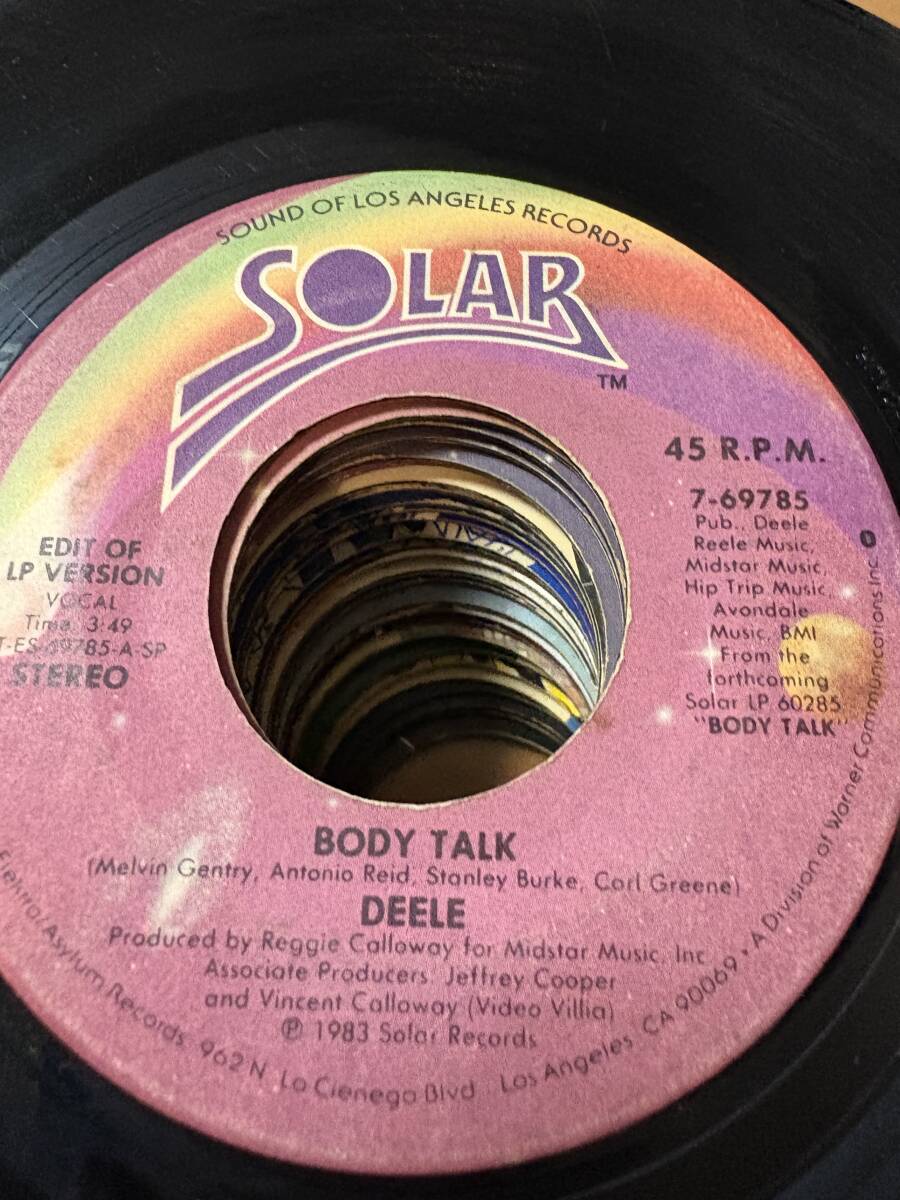 SOUND OF LOS ANGELES RECORDS
SOLAR
TM
45 R.P.M.
7-69785
Pub., Deele
Reele Music,
Midstar Music,
Hip Trip Music,
Avondale
Music, BMI
From the
forthcoming
Solar LP 60285
"BODY TALK"
EDIT OF
LP VERSION
VOCAL
Time: 3:49
T-ES-69785-A SP
STEREO
BODY TALK
(Melvin Gentry, Antonio Reid, Stanley Burke, Carl Greene)
DEELE
Produced by Reggie Calloway for Midstar Music, Inc
Associate Producers: Jeffrey Cooper
and Vincent Calloway (Video Villia)
℗ 1983 Solar Records
Elektra/Asylum Records 962 N. La Cienega Blvd Los Angeles CA 90069 • A Division of Warner Communications Inc. O